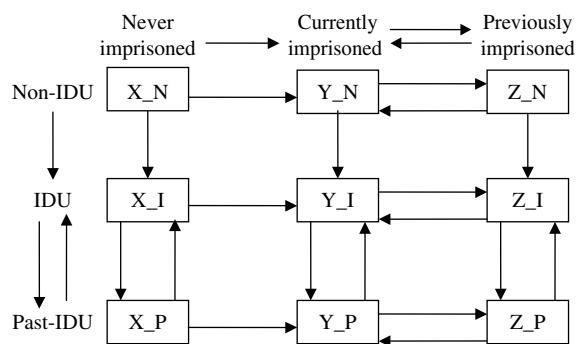 Never imprisoned
Currently imprisoned
Previously imprisoned
Non-IDU
X_N
Y_N
Z_N
IDU
X_I
Y_I
Z_I
Past-IDU
X_P
Y_P
Z_P